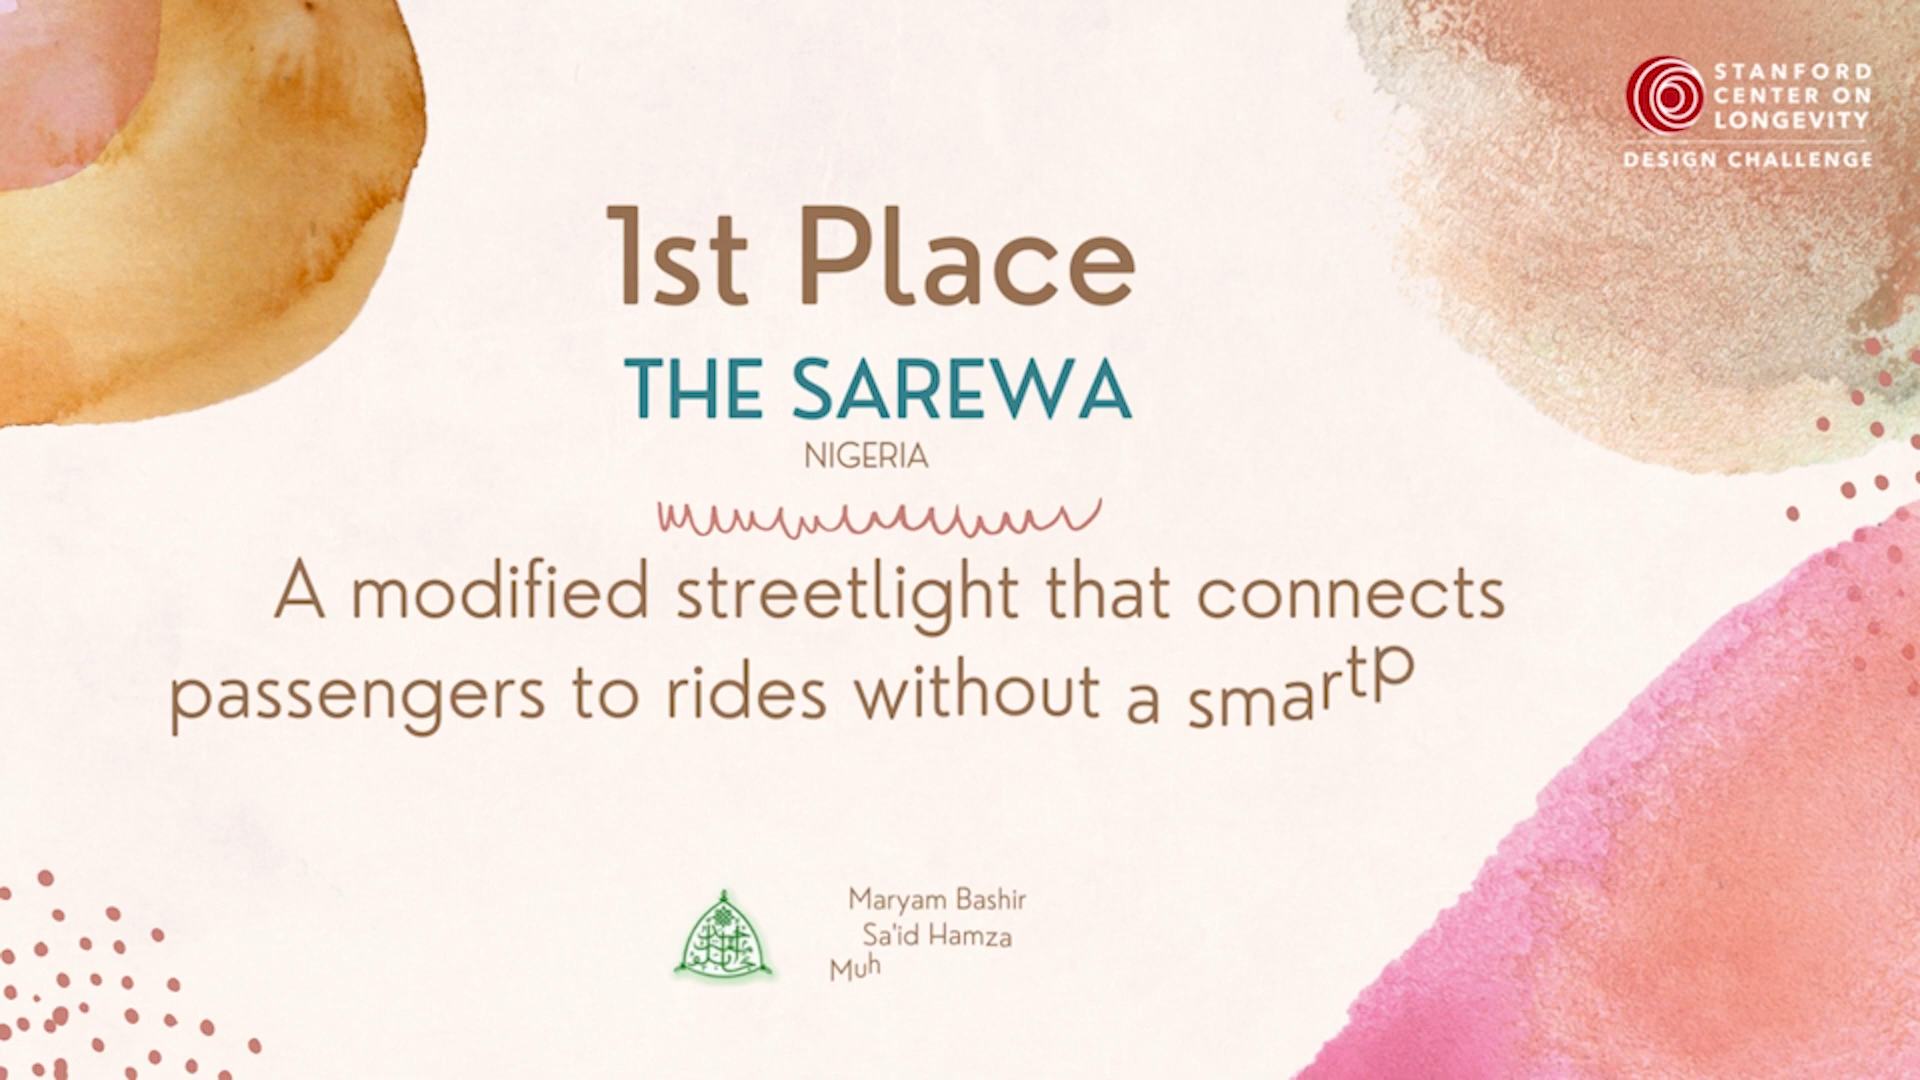 STANFORD
CENTER ON
LONGEVITY
DESIGN CHALLENGE
1st Place
THE SAREWA
NIGERIA
A modified streetlight that connects
passengers to rides without a smartp
Maryam Bashir
Sa'id Hamza
Muh